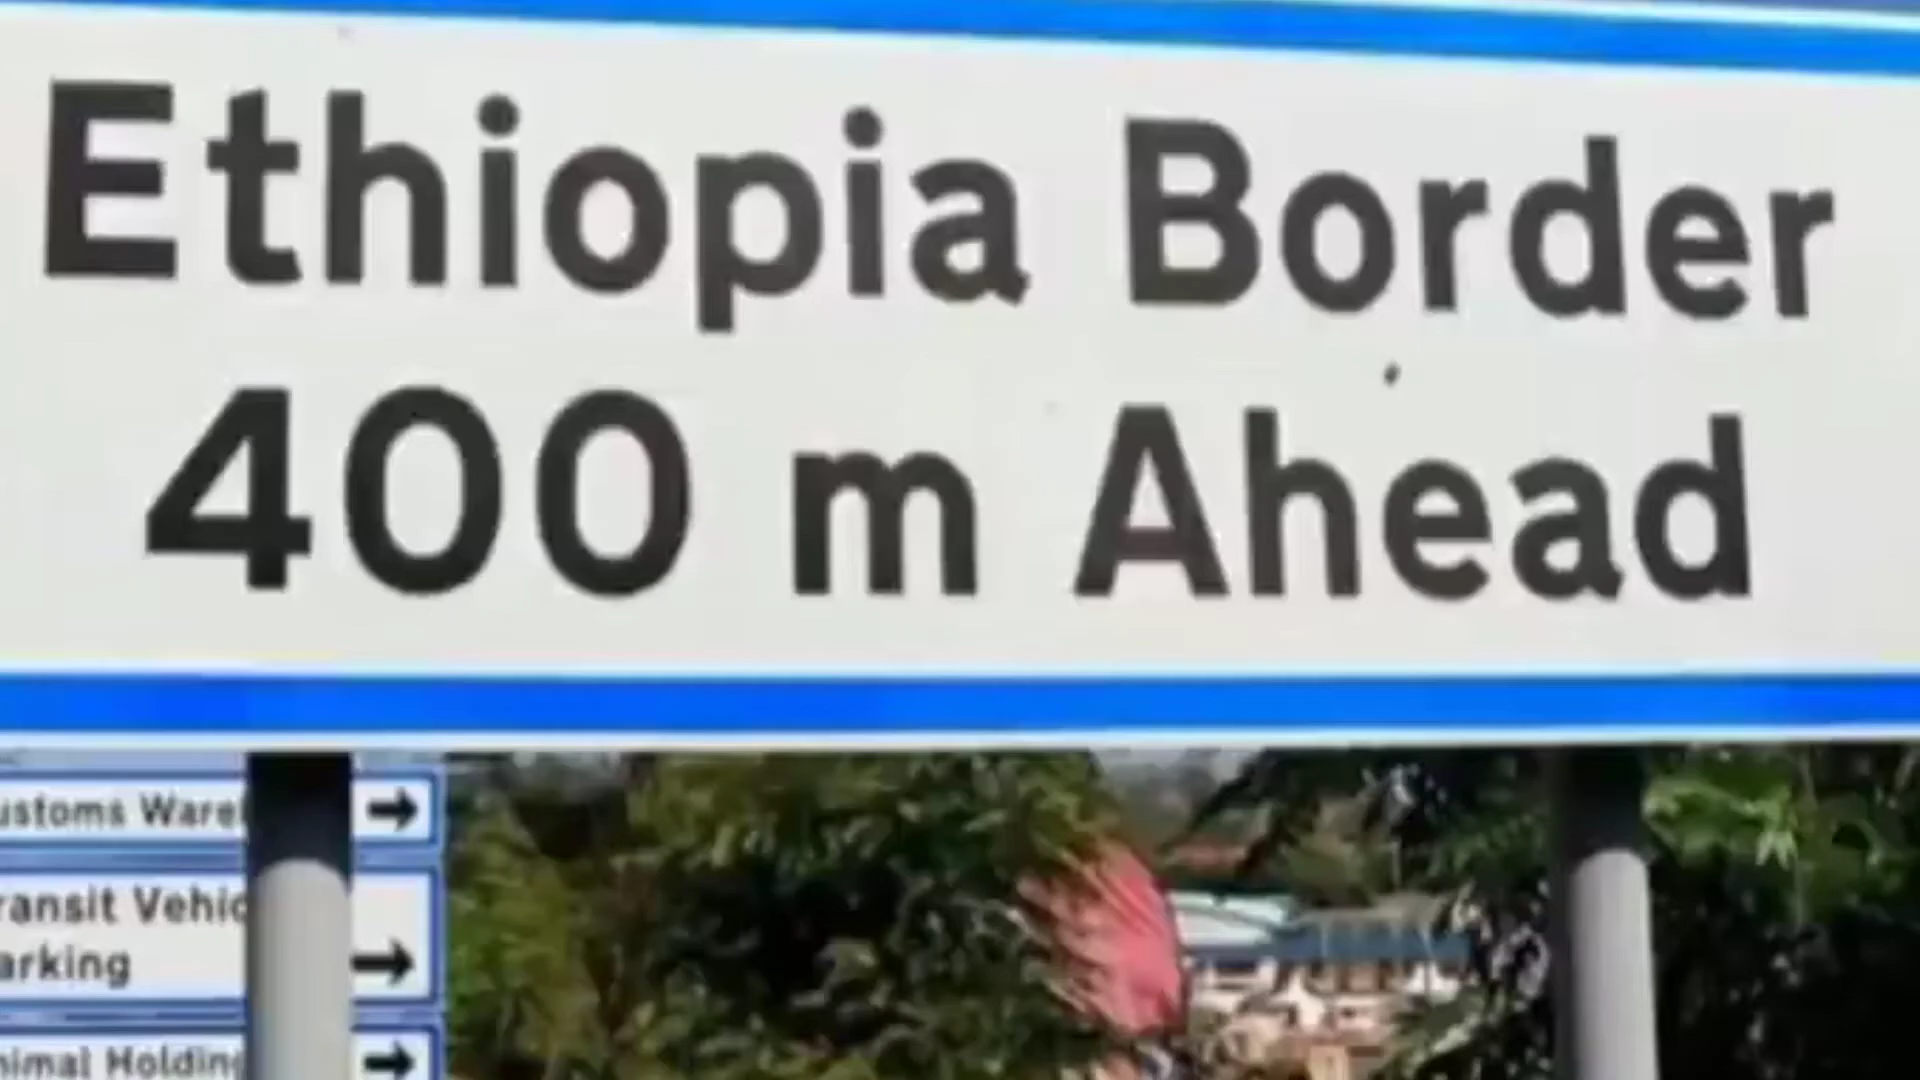 Ethiopia Border
400 m Ahead
ustoms Ware
ransit Vehic
arking
nimal Holding